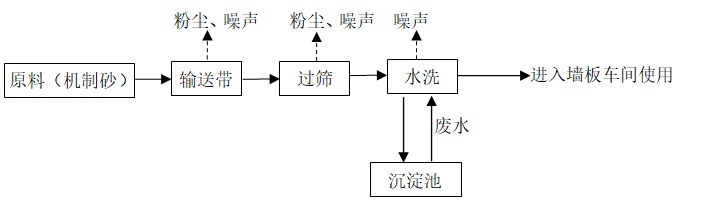 粉尘、噪声
粉尘、噪声
噪声
原料（机制砂）
输送带
过筛
水洗
进入墙板车间使用
废水
沉淀池